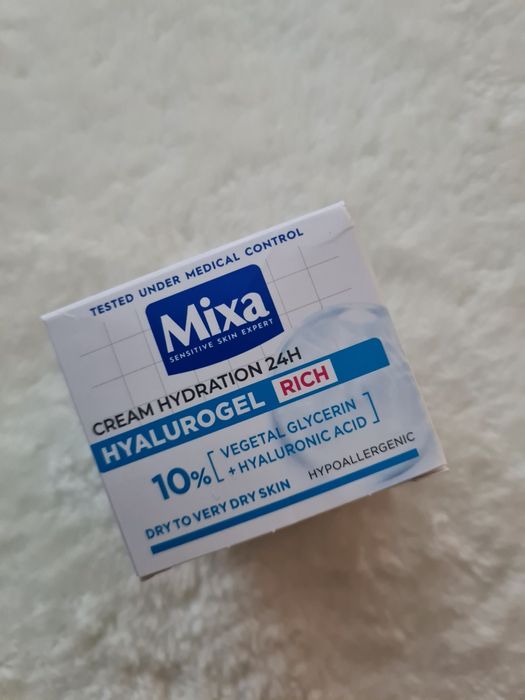 TESTED UNDER MEDICAL CONTROL
Mixa
SENSITIVE SKIN EXPERT
CREAM HYDRATION 24H
HYALUROGEL RICH
10% [VEGETAL GLYCERIN
+ HYALURONIC ACID]
DRY TO VERY DRY SKIN
HYPOALLERGENIC